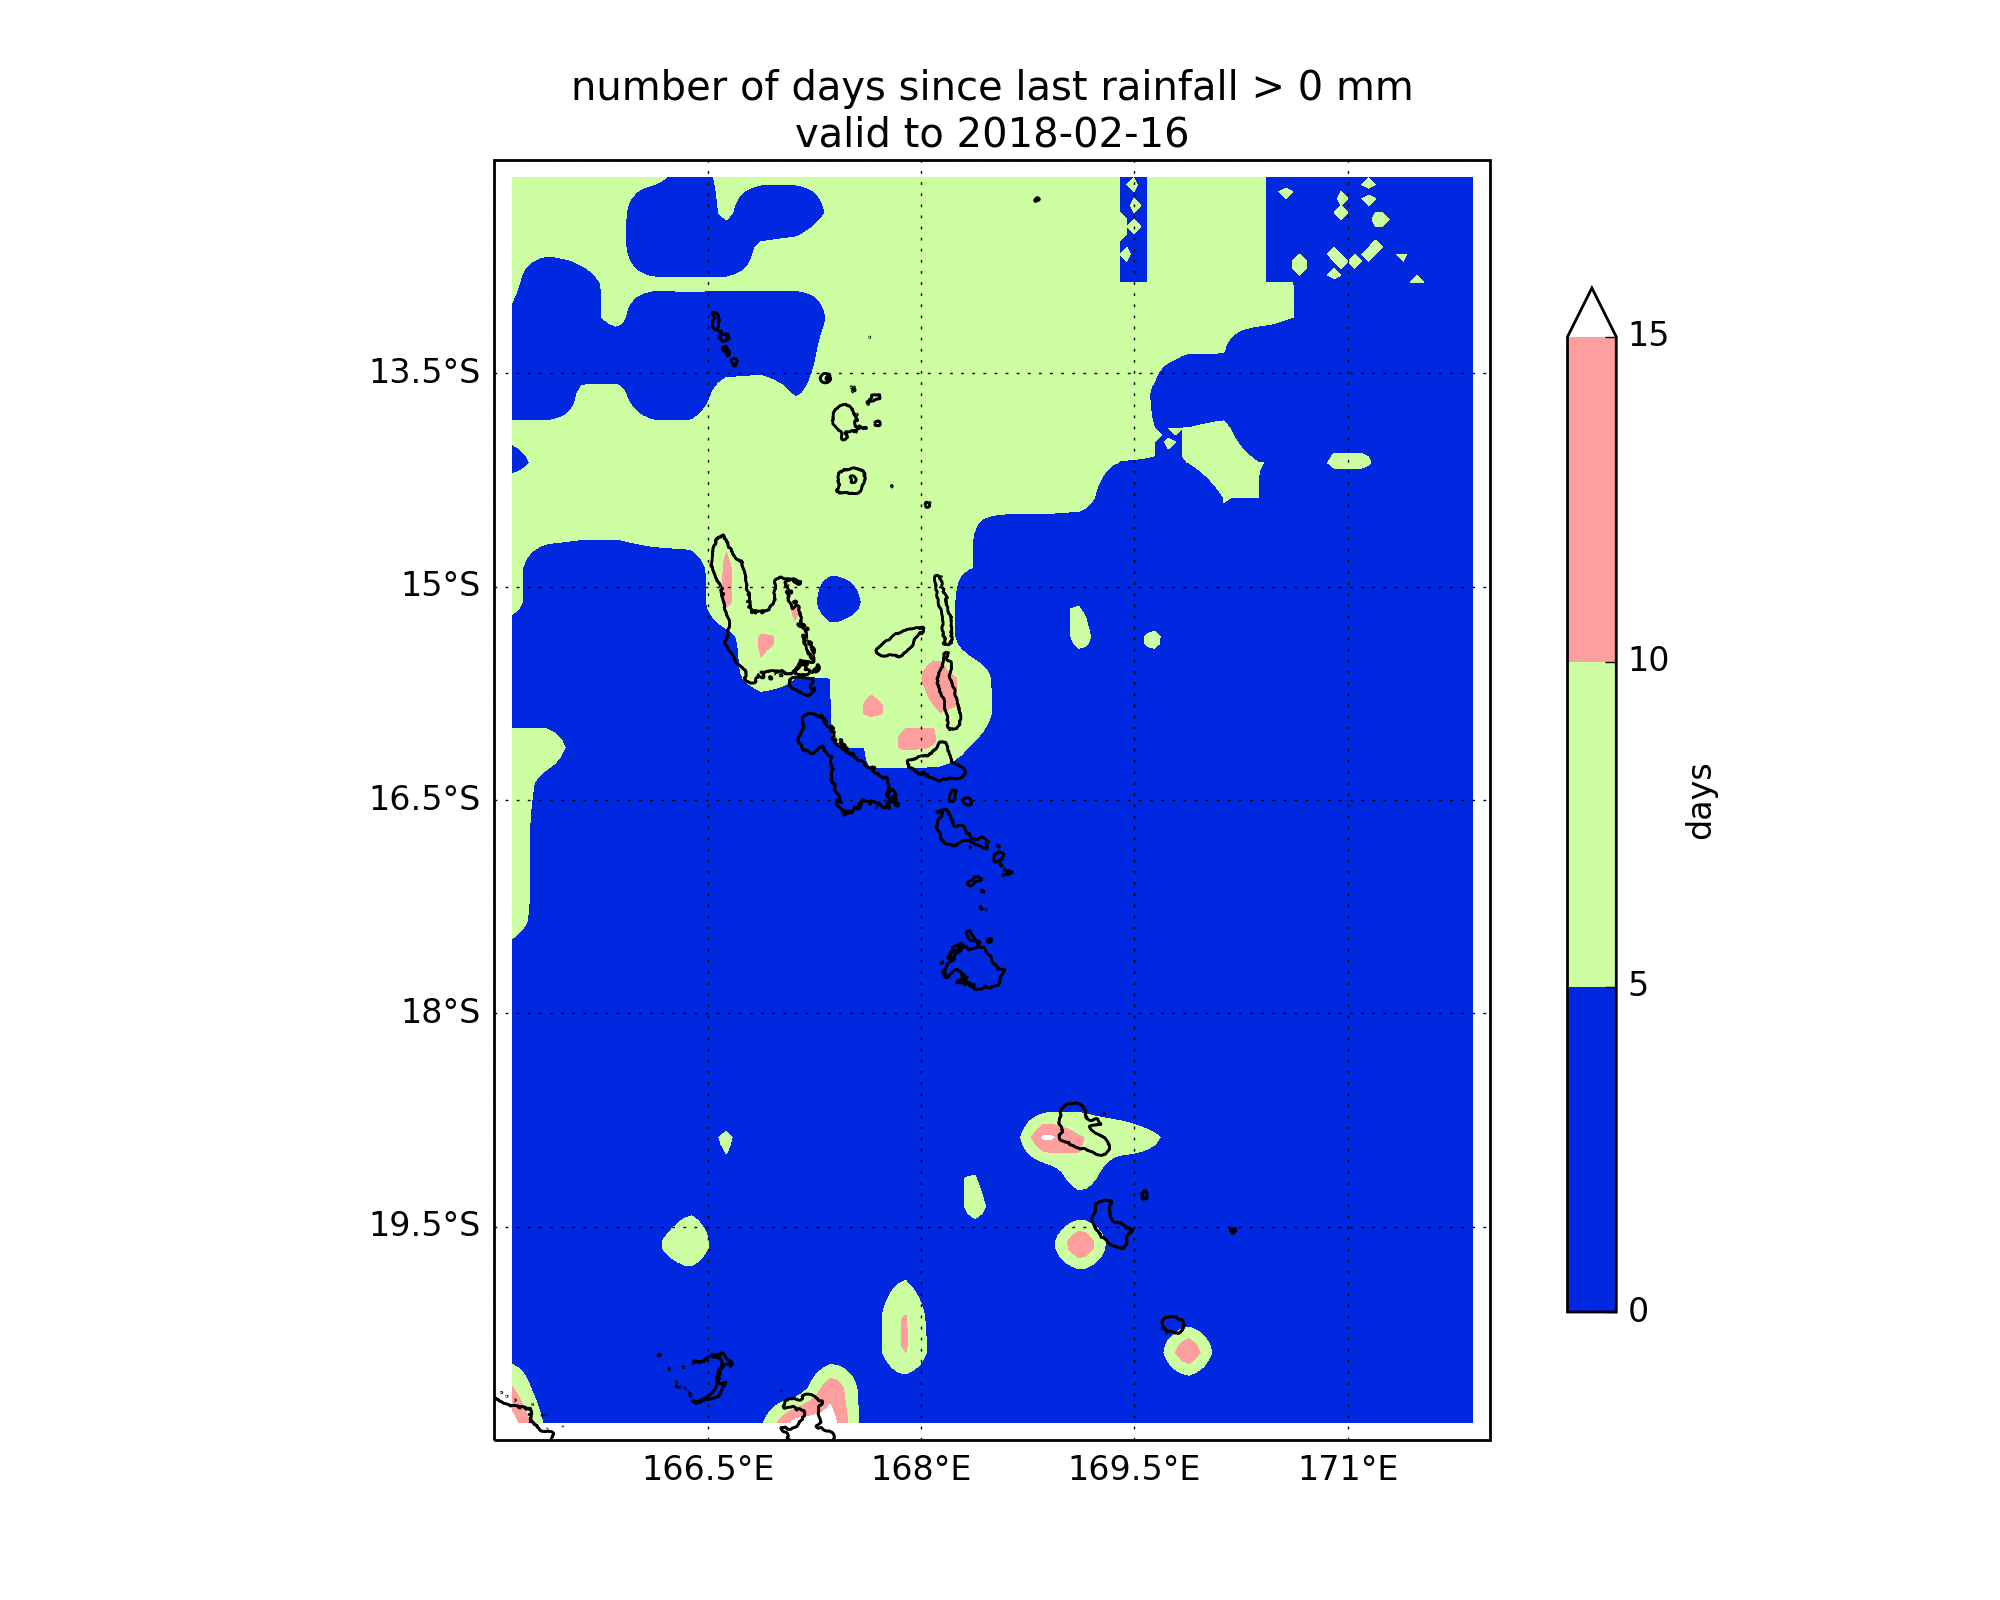 number of days since last rainfall > 0 mm
valid to 2018-02-16
13.5°S
15°S
16.5°S
18°S
19.5°S
166.5°E
168°E
169.5°E
171°E
15
10
5
0
days